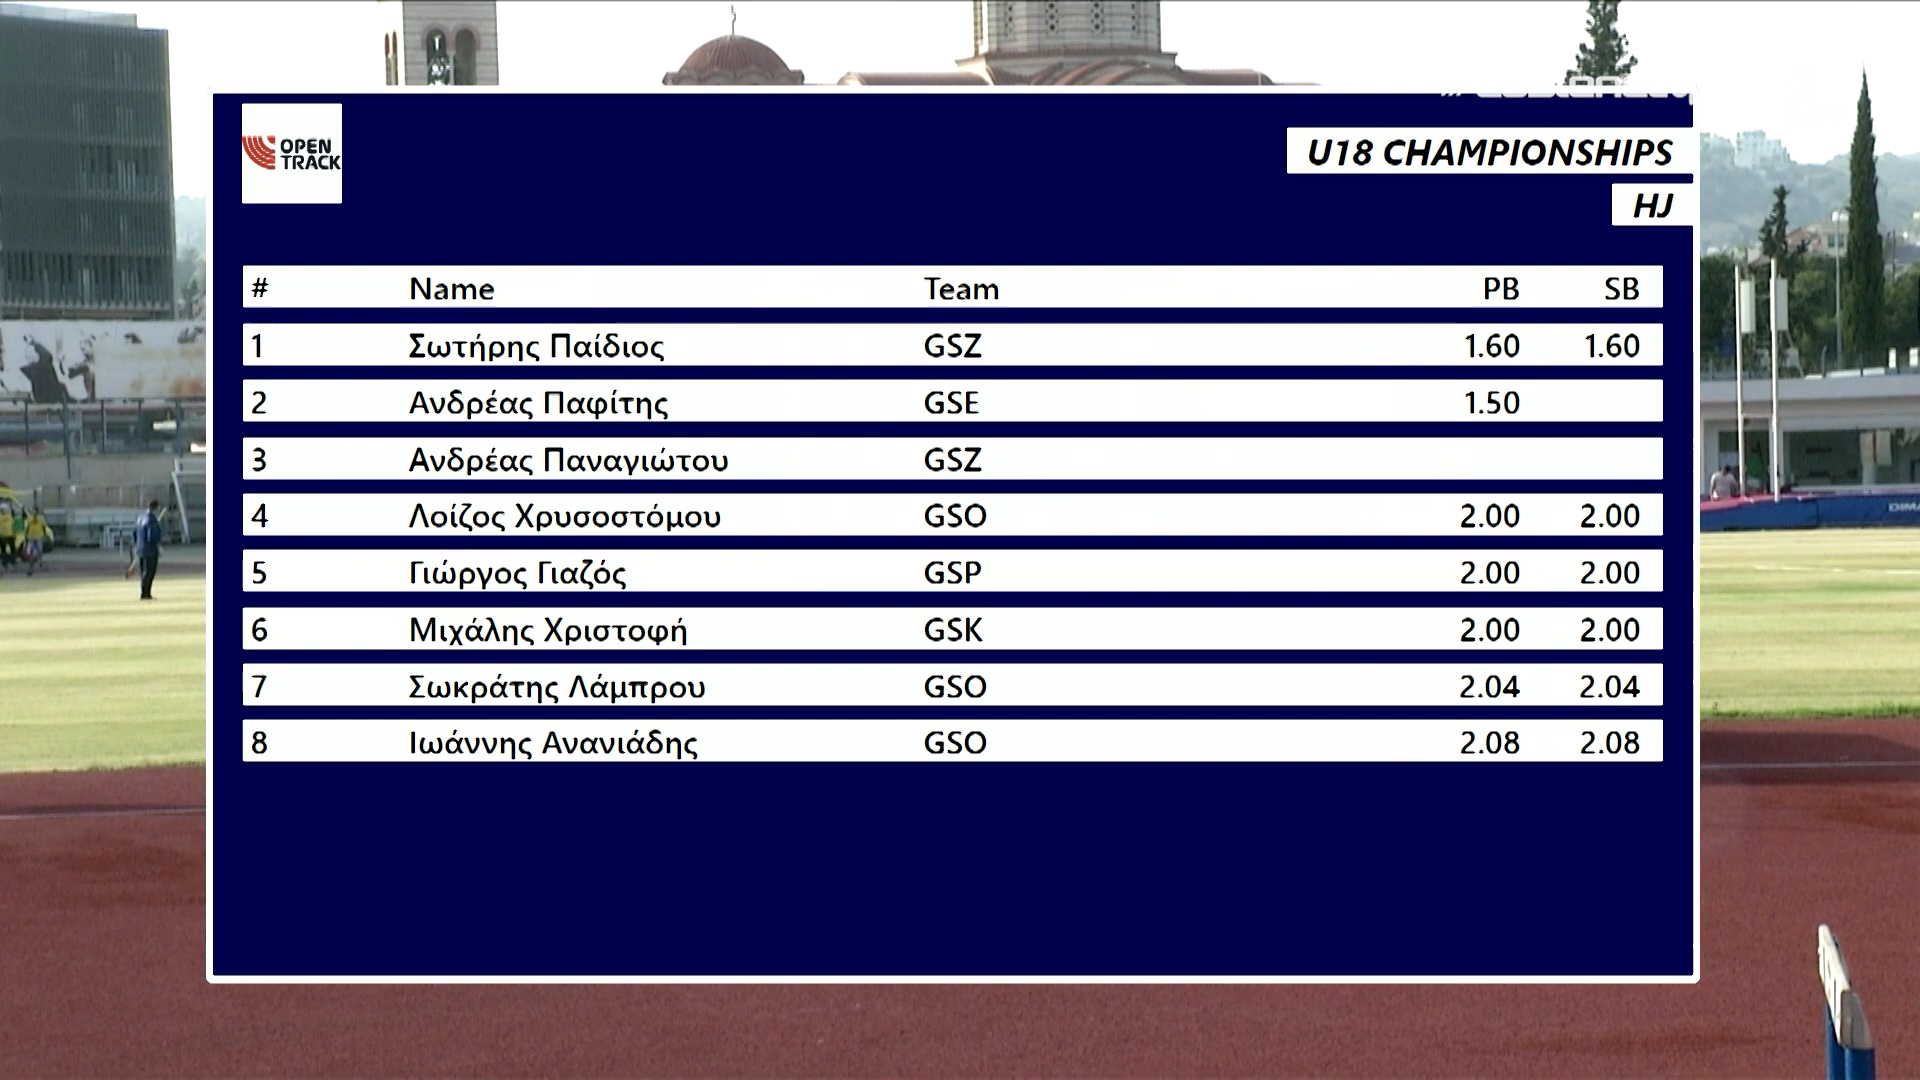 OPEN
TRACK
U18 CHAMPIONSHIPS
HJ
# Name Team PB SB
1 Σωτήρης Παίδιος GSZ 1.60 1.60
2 Ανδρέας Παφίτης GSE 1.50
3 Ανδρέας Παναγιώτου GSZ
4 Λοίζος Χρυσοστόμου GSO 2.00 2.00
5 Γιώργος Γιαζός GSP 2.00 2.00
6 Μιχάλης Χριστοφή GSK 2.00 2.00
7 Σωκράτης Λάμπρου GSO 2.04 2.04
8 Ιωάννης Ανανιάδης GSO 2.08 2.08